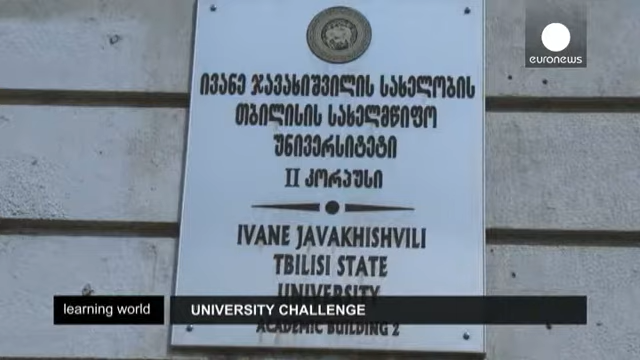 euronews
ივანე ჯავახიშვილის სახელობის
თბილისის სახელმწიფო
უნივერსიტეტი
II კორპუსი
IVANE JAVAKHISHVILI
TBILISI STATE
UNIVERSITY
ACADEMIC BUILDING 2
learning world
UNIVERSITY CHALLENGE